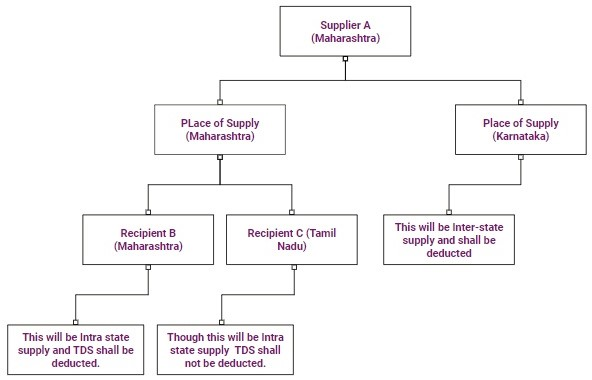 Supplier A
(Maharashtra)
PLace of Supply
(Maharashtra)
Place of Supply
(Karnataka)
Recipient B
(Maharashtra)
Recipient C (Tamil
Nadu)
This will be Inter-state
supply and shall be
deducted
This will be Intra state
supply and TDS shall be
deducted.
Though this will be Intra
state supply TDS shall
not be deducted.